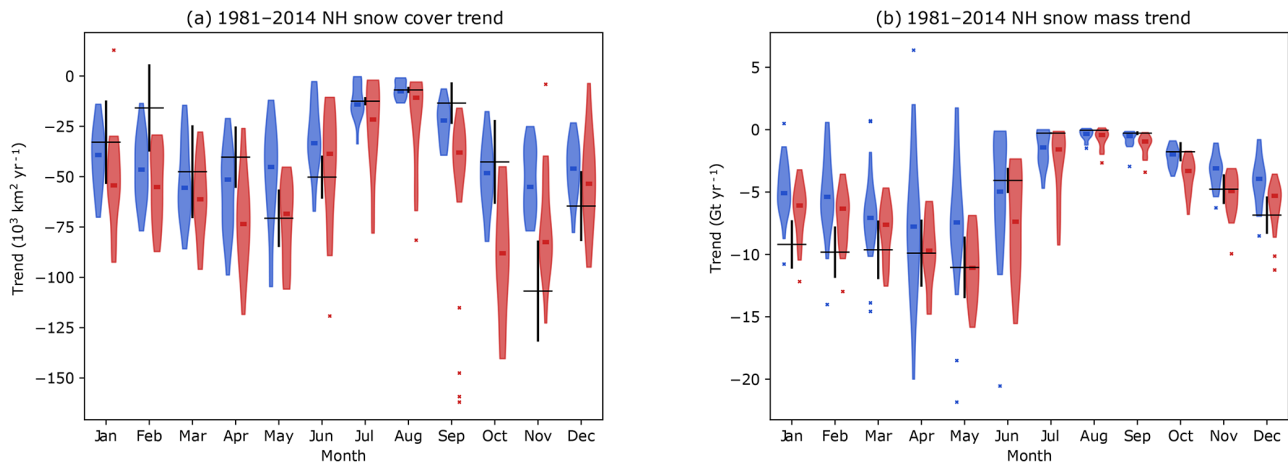 (a) 1981–2014 NH snow cover trend
Trend (10³ km² yr⁻¹)
0
−25
−50
−75
−100
−125
−150
Jan Feb Mar Apr May Jun Jul Aug Sep Oct Nov Dec
Month
(b) 1981–2014 NH snow mass trend
Trend (Gt yr⁻¹)
5
0
−5
−10
−15
−20
Jan Feb Mar Apr May Jun Jul Aug Sep Oct Nov Dec
Month